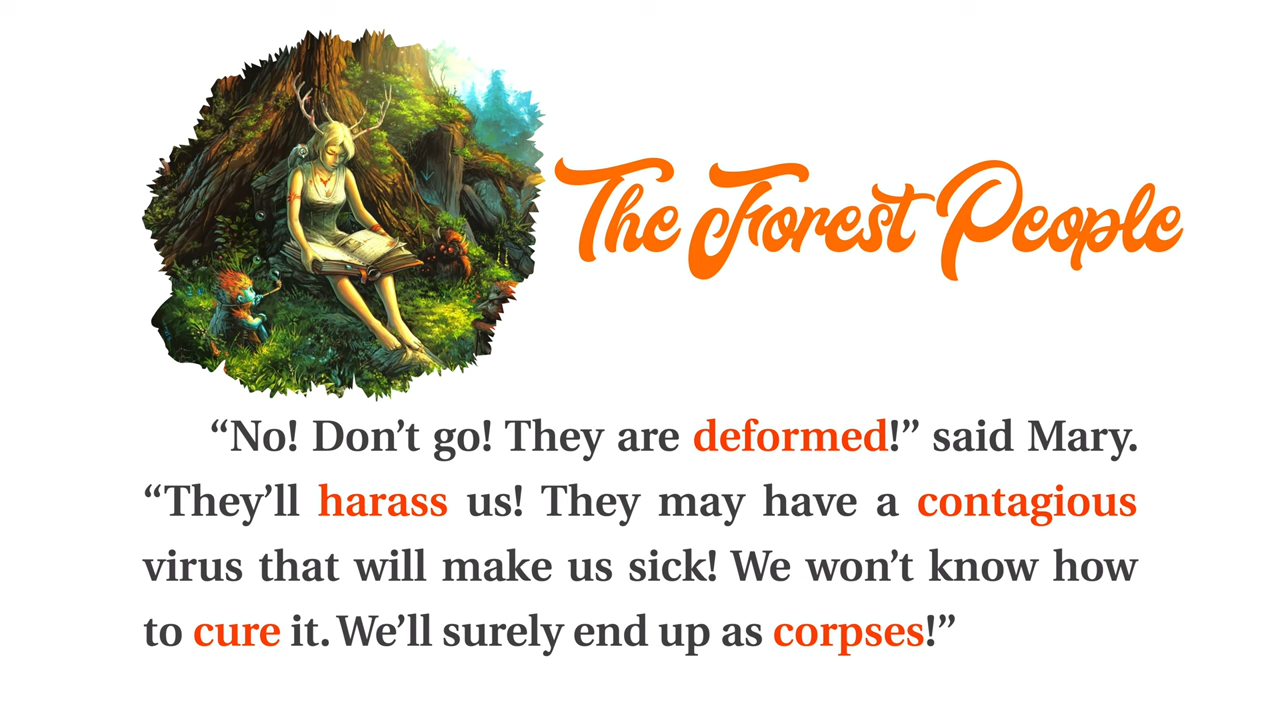 The Forest People
“No! Don’t go! They are deformed!” said Mary.
“They’ll harass us! They may have a contagious
virus that will make us sick! We won’t know how
to cure it. We’ll surely end up as corpses!”